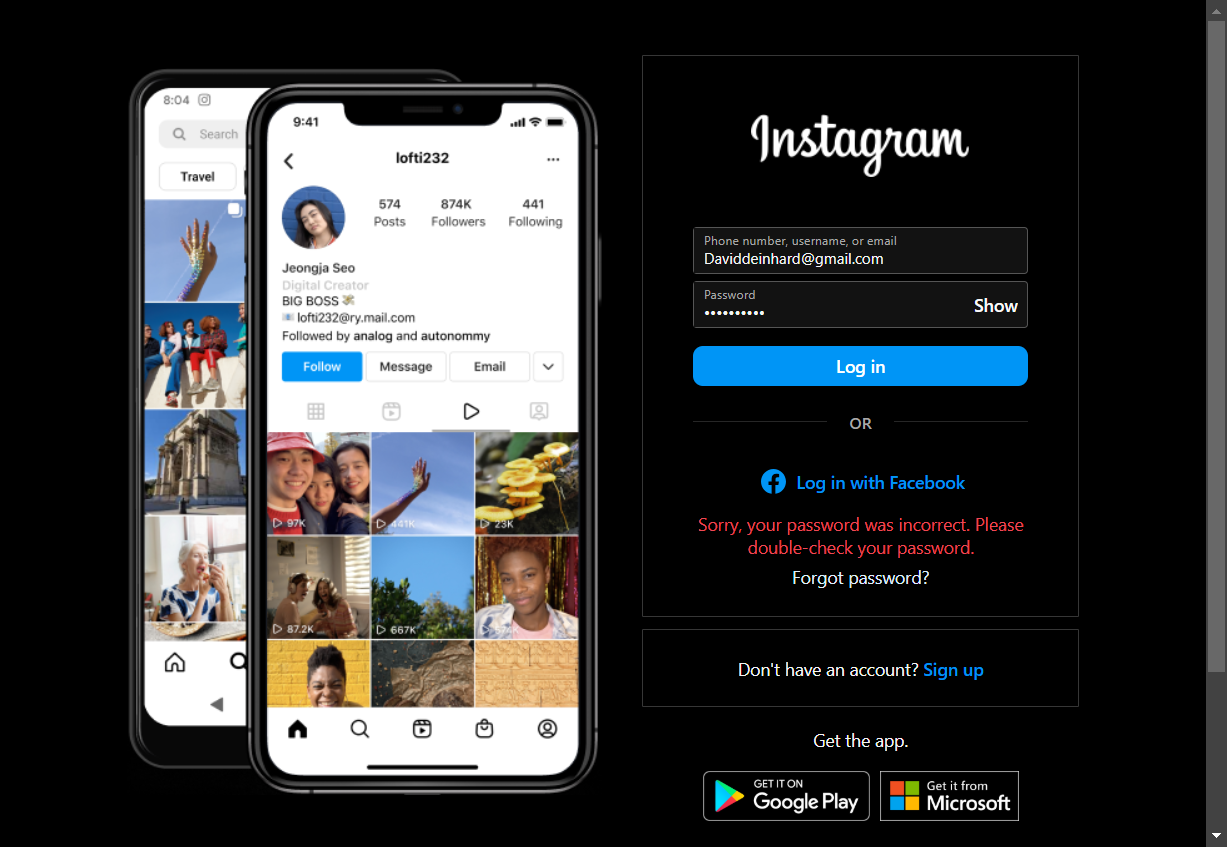 8:04
Search
Travel
9:41
lofti232
574
874K
441
Posts
Followers
Following
Jeongja Seo
Digital Creator
BIG BOSS
lofti232@ry.mail.com
Followed by analog and autonommy
Follow
Message
Email
97K
441K
23K
87.2K
667K
Instagram
Phone number, username, or email
Daviddeinhard@gmail.com
Password
••••••••••
Show
Log in
OR
Log in with Facebook
Sorry, your password was incorrect. Please
double-check your password.
Forgot password?
Don't have an account? Sign up
Get the app.
GET IT ON
Google Play
Get it from
Microsoft